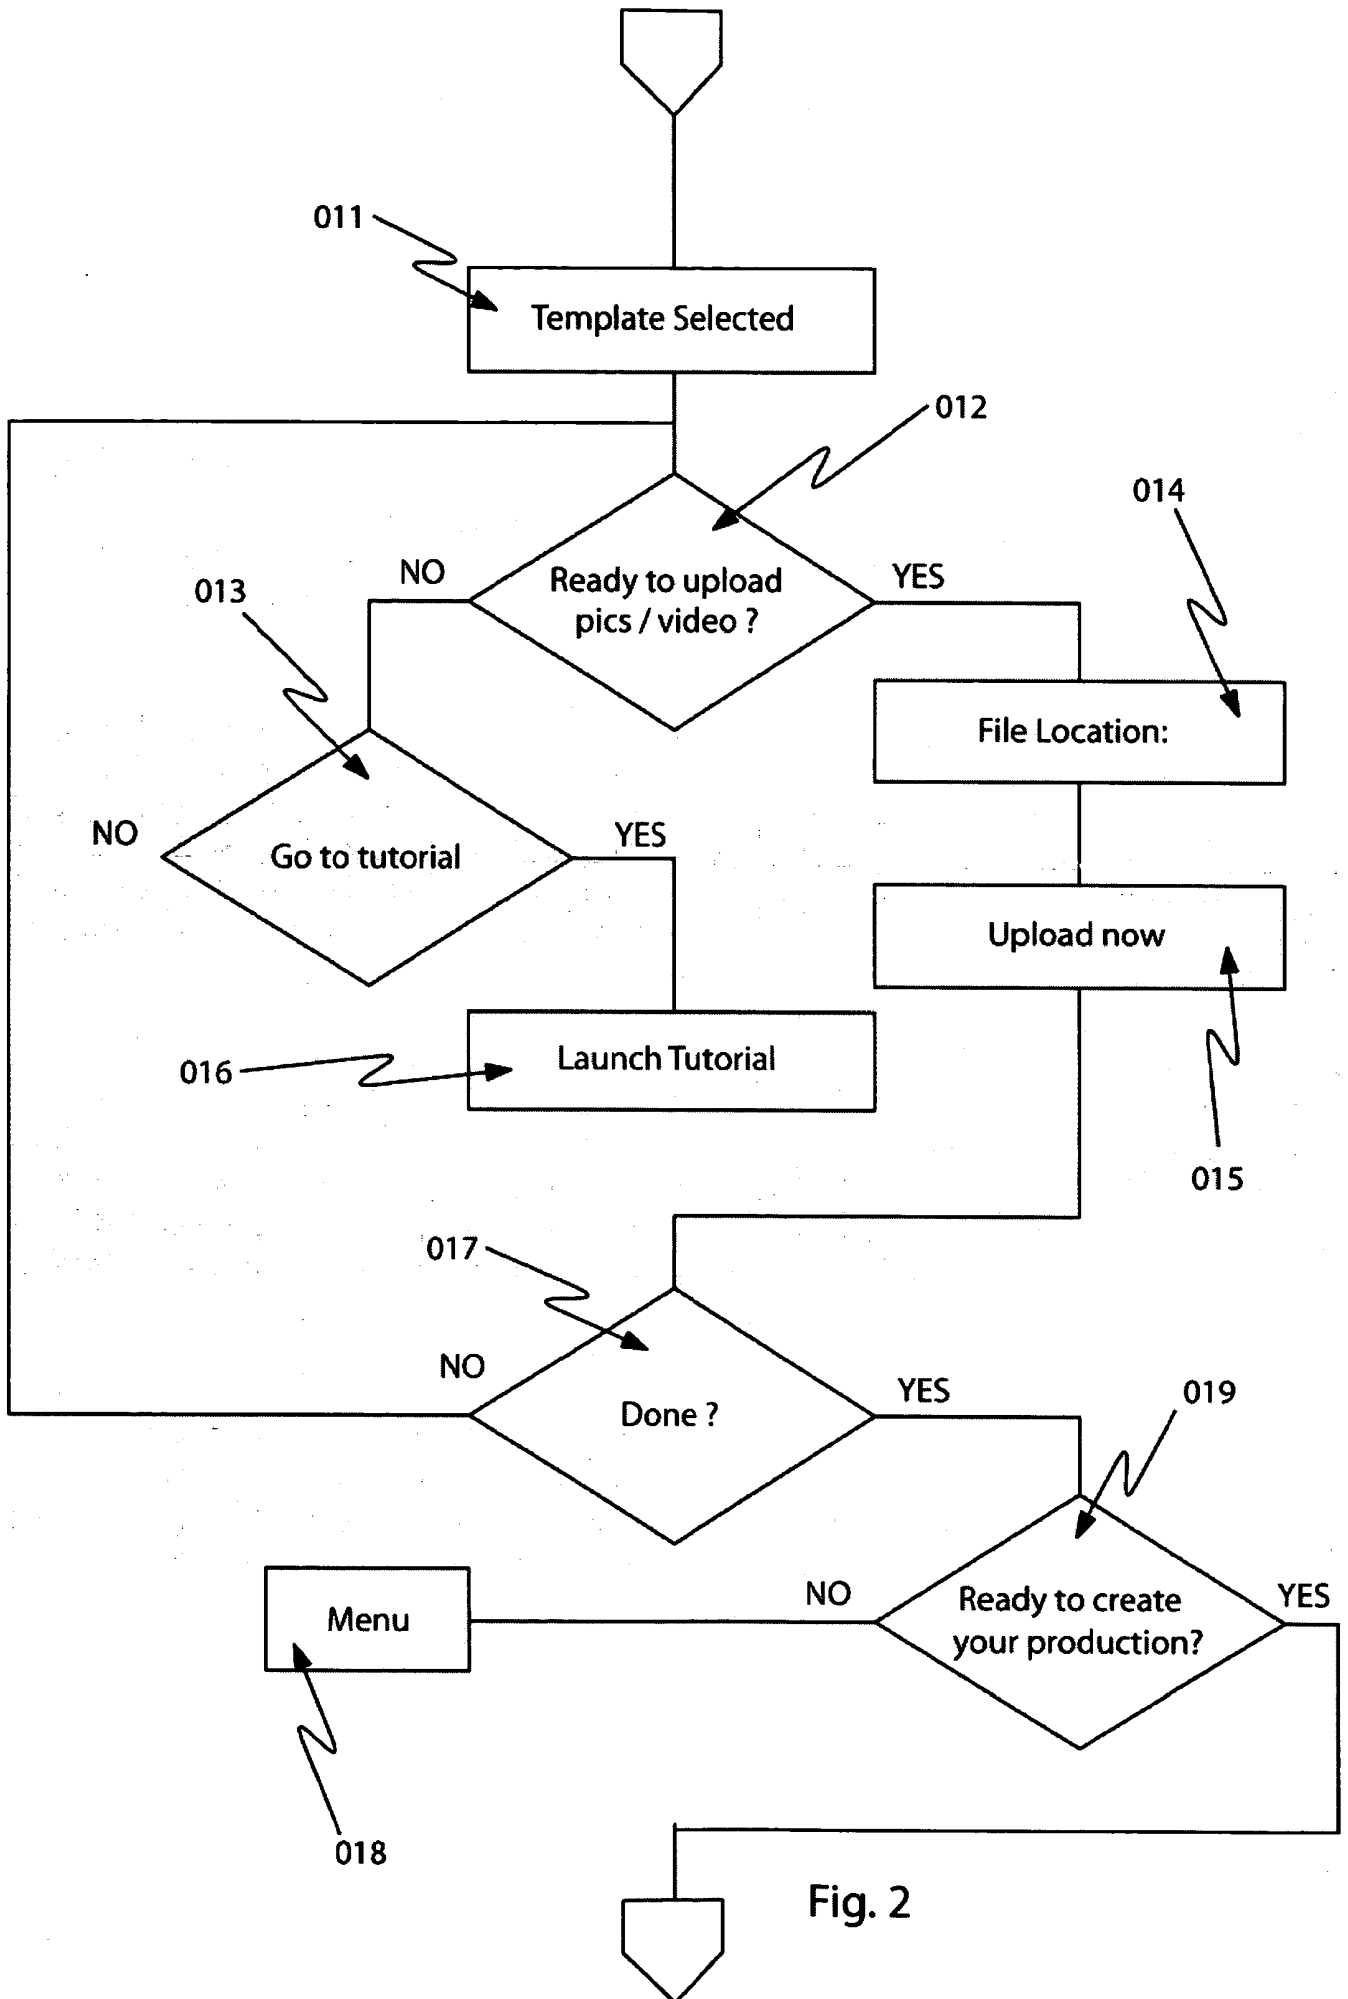 011
Template Selected
012
014
NO
Ready to upload
pics / video ?
YES
013
File Location:
NO
Go to tutorial
YES
Upload now
016
Launch Tutorial
015
017
NO
Done ?
YES
019
Menu
NO
Ready to create
your production?
YES
018
Fig. 2